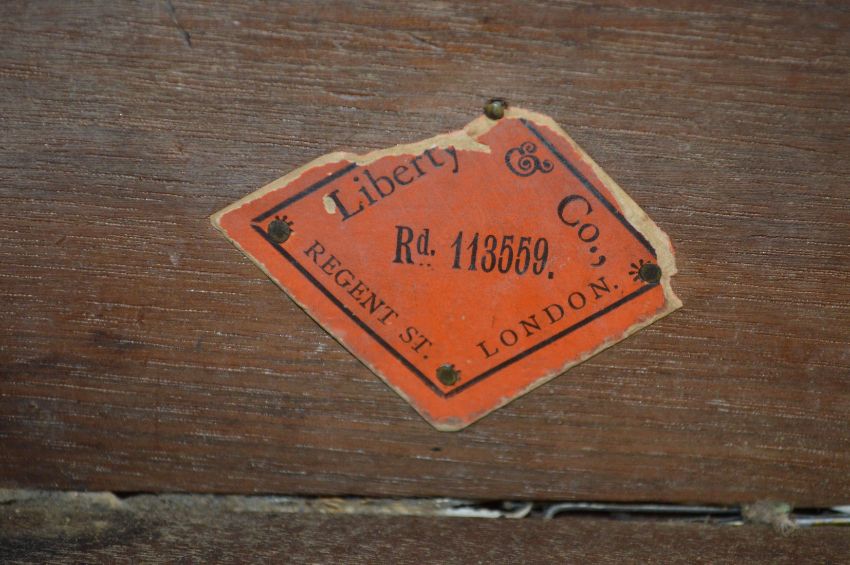 Liberty & Co.,
Rd. 113559.
REGENT ST. LONDON.